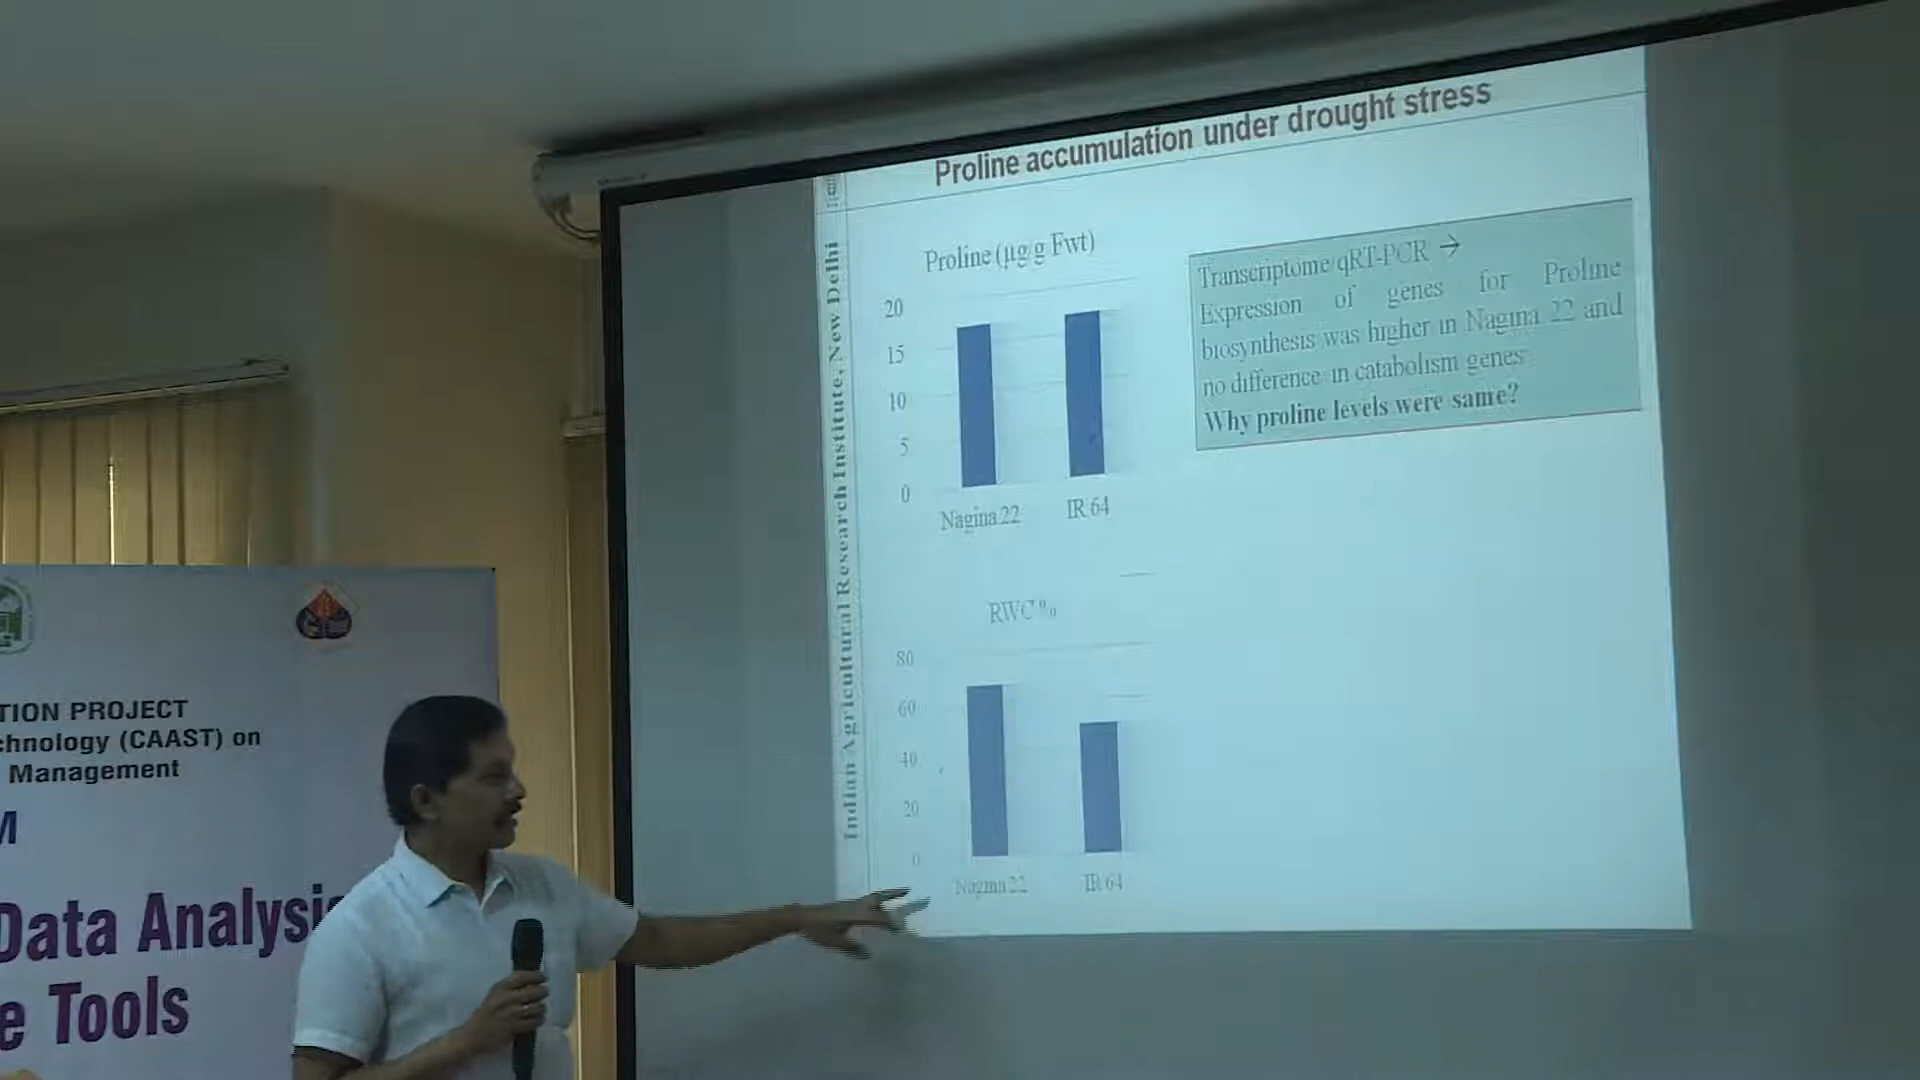 Proline accumulation under drought stress
Indian Agricultural Research Institute, New Delhi
Proline (µg g Fwt)
20
15
10
5
0
Nagina 22 IR 64
Transcriptome/qRT-PCR →
Expression of genes for Proline
biosynthesis was higher in Nagina 22 and
no difference in catabolism genes
Why proline levels were same?
RWC %
80
60
40
20
0
Nagina 22 IR 64
TION PROJECT
chnology (CAAST) on
Management
M
Data Analysis
e Tools